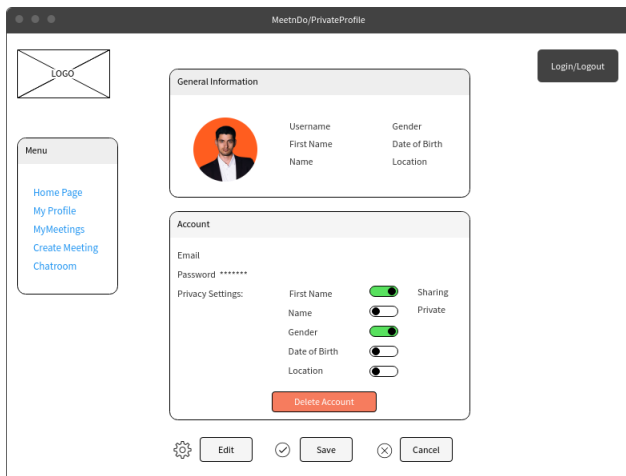 MeetnDo/PrivateProfile
LOGO
Login/Logout
General Information
Username
Gender
First Name
Date of Birth
Name
Location
Menu
Home Page
My Profile
MyMeetings
Create Meeting
Chatroom
Account
Email
Password *******
Privacy Settings:
First Name
Sharing
Name
Private
Gender
Date of Birth
Location
Delete Account
Edit
Save
Cancel